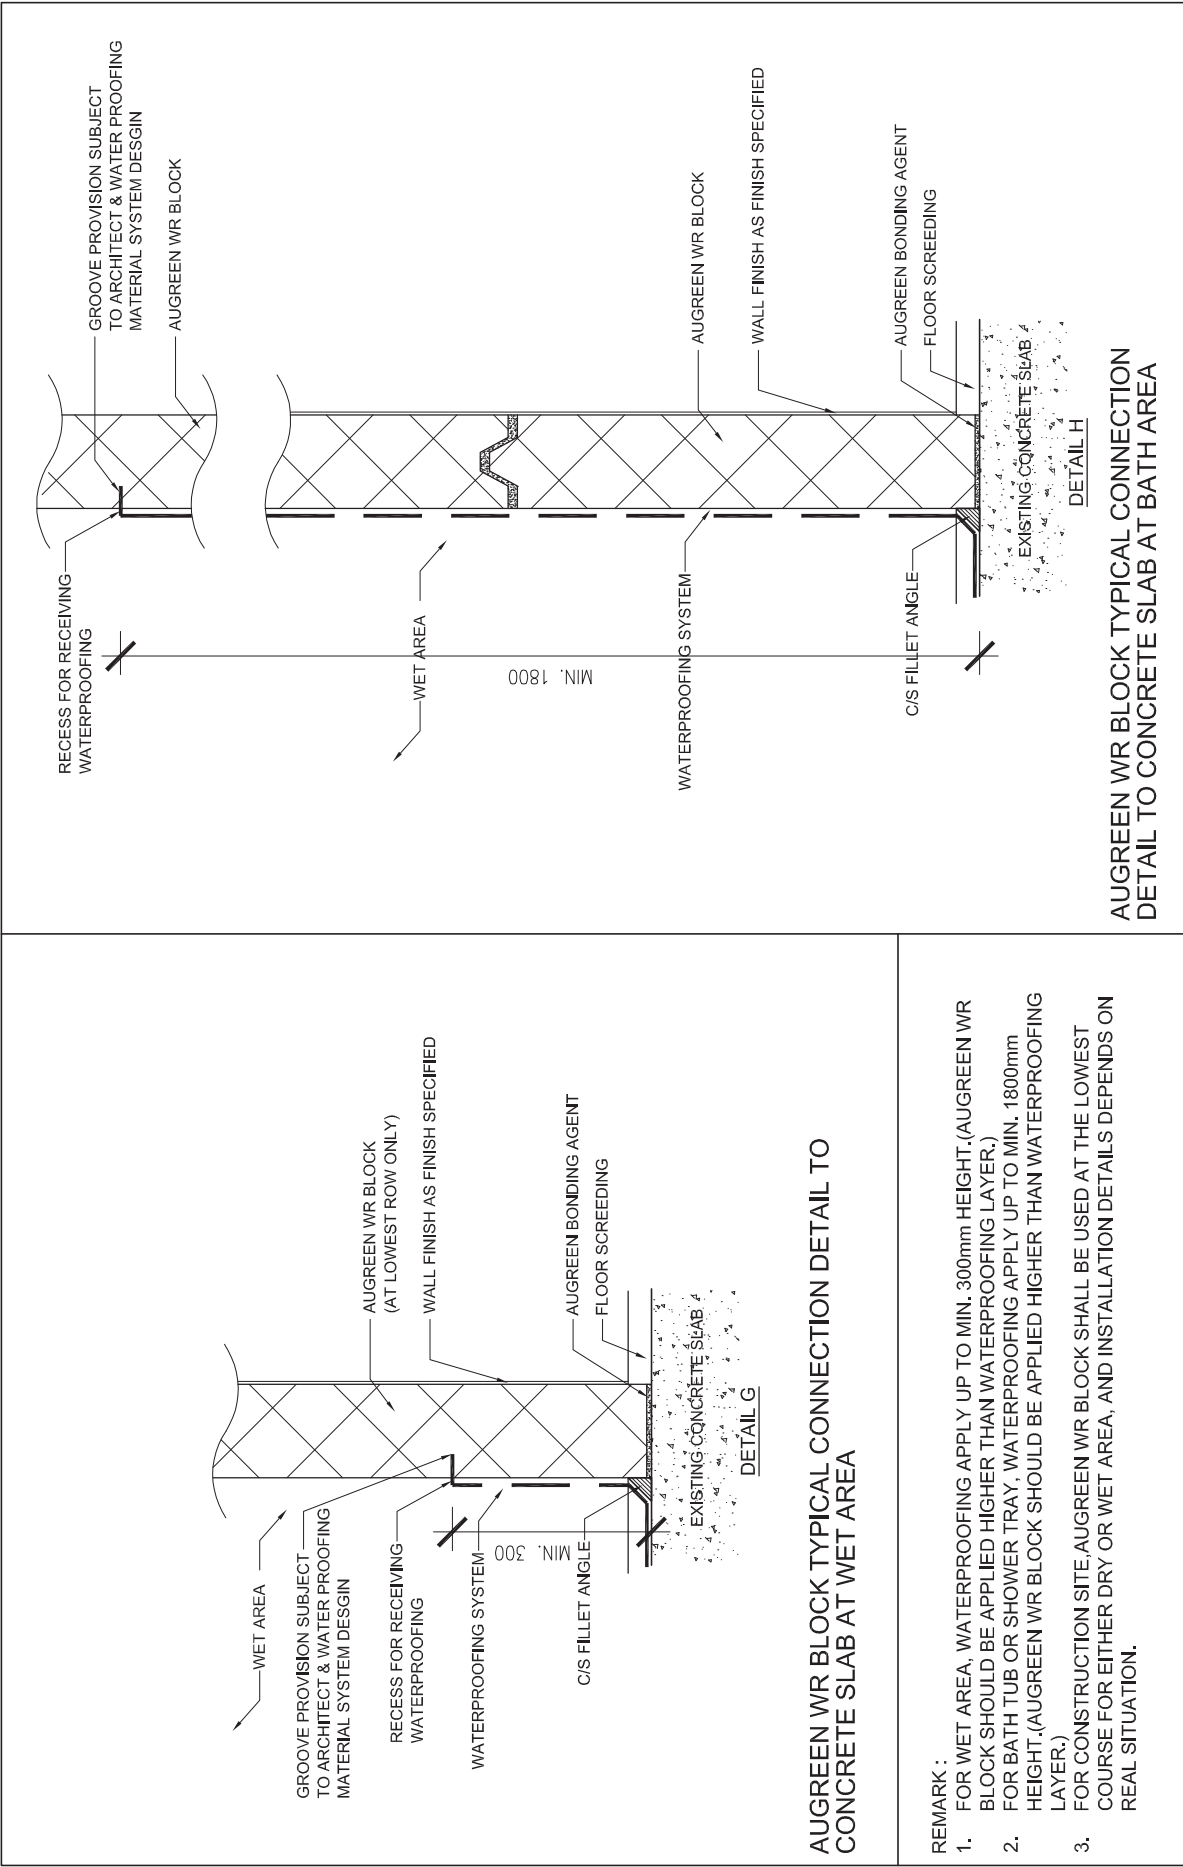 WET AREA
GROOVE PROVISION SUBJECT
TO ARCHITECT & WATER PROOFING
MATERIAL SYSTEM DESGIN
RECESS FOR RECEIVING
WATERPROOFING
WATERPROOFING SYSTEM
C/S FILLET ANGLE
MIN. 300
AUGREEN WR BLOCK
(AT LOWEST ROW ONLY)
WALL FINISH AS FINISH SPECIFIED
AUGREEN BONDING AGENT
FLOOR SCREEDING
EXISTING CONCRETE SLAB
DETAIL G
AUGREEN WR BLOCK TYPICAL CONNECTION DETAIL TO
CONCRETE SLAB AT WET AREA
REMARK :
1. FOR WET AREA, WATERPROOFING APPLY UP TO MIN. 300mm HEIGHT.(AUGREEN WR
BLOCK SHOULD BE APPLIED HIGHER THAN WATERPROOFING LAYER.)
2. FOR BATH TUB OR SHOWER TRAY, WATERPROOFING APPLY UP TO MIN. 1800mm
HEIGHT.(AUGREEN WR BLOCK SHOULD BE APPLIED HIGHER THAN WATERPROOFING
LAYER.)
3. FOR CONSTRUCTION SITE,AUGREEN WR BLOCK SHALL BE USED AT THE LOWEST
COURSE FOR EITHER DRY OR WET AREA, AND INSTALLATION DETAILS DEPENDS ON
REAL SITUATION.
RECESS FOR RECEIVING
WATERPROOFING
GROOVE PROVISION SUBJECT
TO ARCHITECT & WATER PROOFING
MATERIAL SYSTEM DESGIN
AUGREEN WR BLOCK
WET AREA
MIN. 1800
WATERPROOFING SYSTEM
AUGREEN WR BLOCK
WALL FINISH AS FINISH SPECIFIED
C/S FILLET ANGLE
AUGREEN BONDING AGENT
FLOOR SCREEDING
EXISTING CONCRETE SLAB
DETAIL H
AUGREEN WR BLOCK TYPICAL CONNECTION
DETAIL TO CONCRETE SLAB AT BATH AREA